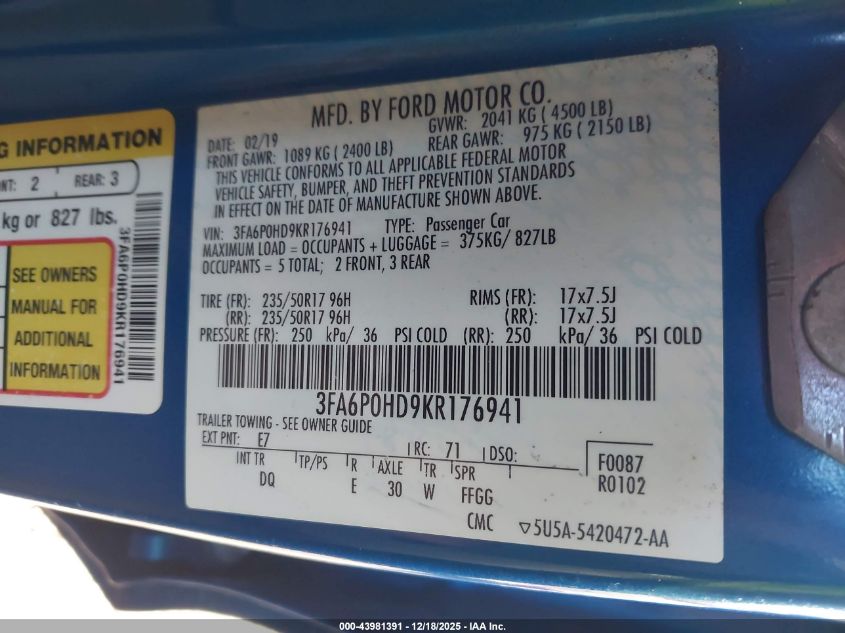 G INFORMATION
NT: 2 REAR: 3
kg or 827 lbs.
SEE OWNERS
MANUAL FOR
ADDITIONAL
INFORMATION
3FA6P0HD9KR176941
MFD. BY FORD MOTOR CO.
DATE: 02/19 GVWR: 2041 KG ( 4500 LB)
FRONT GAWR: 1089 KG ( 2400 LB) REAR GAWR: 975 KG ( 2150 LB)
THIS VEHICLE CONFORMS TO ALL APPLICABLE FEDERAL MOTOR
VEHICLE SAFETY, BUMPER, AND THEFT PREVENTION STANDARDS
IN EFFECT ON THE DATE OF MANUFACTURE SHOWN ABOVE.
VIN: 3FA6P0HD9KR176941 TYPE: Passenger Car
MAXIMUM LOAD = OCCUPANTS + LUGGAGE = 375KG/ 827LB
OCCUPANTS = 5 TOTAL; 2 FRONT, 3 REAR
TIRE (FR): 235/50R17 96H RIMS (FR): 17x7.5J
(RR): 235/50R17 96H (RR): 17x7.5J
PRESSURE (FR): 250 kPa/ 36 PSI COLD (RR): 250 kPa/ 36 PSI COLD
3FA6P0HD9KR176941
TRAILER TOWING - SEE OWNER GUIDE
EXT PNT: E7 RC: 71 DSO:
INT TR TP/PS R AXLE TR SPR
DQ E 30 W FFGG
F0087
R0102
CMC ▽5U5A-5420472-AA
000-43981391 - 12/18/2025 - IAA Inc.